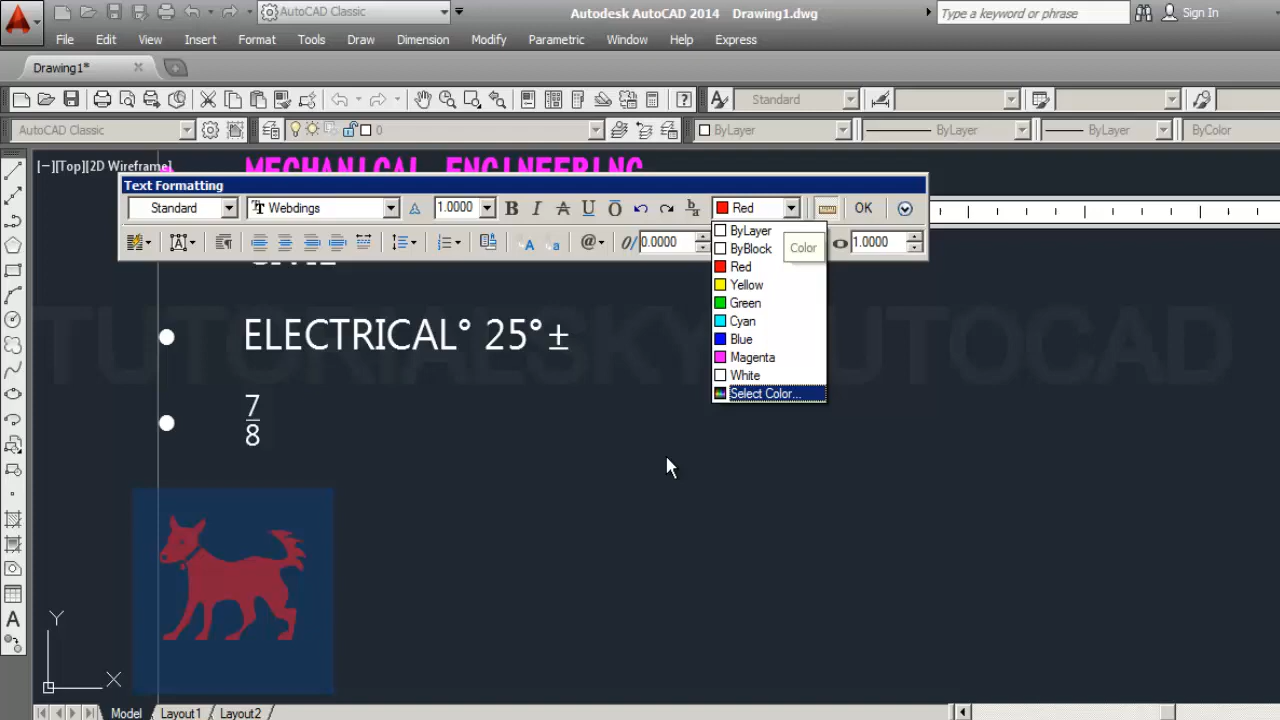 AutoCAD Classic
Autodesk AutoCAD 2014 Drawing1.dwg
Type a keyword or phrase
Sign In
File Edit View Insert Format Tools Draw Dimension Modify Parametric Window Help Express
Drawing1*
Standard
AutoCAD Classic
0
ByLayer
ByLayer
ByLayer
ByColor
[−][Top][2D Wireframe]
MECHANICAL ENGINEERING
Text Formatting
Standard
Webdings
1.0000
B I A U O
b/a
Red
OK
@
0/
0.0000
1.0000
ByLayer
ByBlock
Color
Red
Yellow
Green
Cyan
Blue
Magenta
White
Select Color...
CIVIL
TUTORIALESKY AUTOCAD
ELECTRICAL° 25°±
7
8
Y
X
A
Model Layout1 Layout2